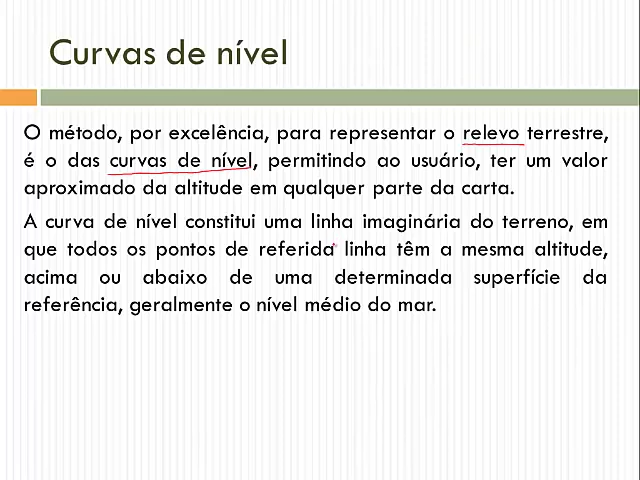 Curvas de nível
O método, por excelência, para representar o relevo terrestre,
é o das curvas de nível, permitindo ao usuário, ter um valor
aproximado da altitude em qualquer parte da carta.
A curva de nível constitui uma linha imaginária do terreno, em
que todos os pontos de referida linha têm a mesma altitude,
acima ou abaixo de uma determinada superfície da
referência, geralmente o nível médio do mar.